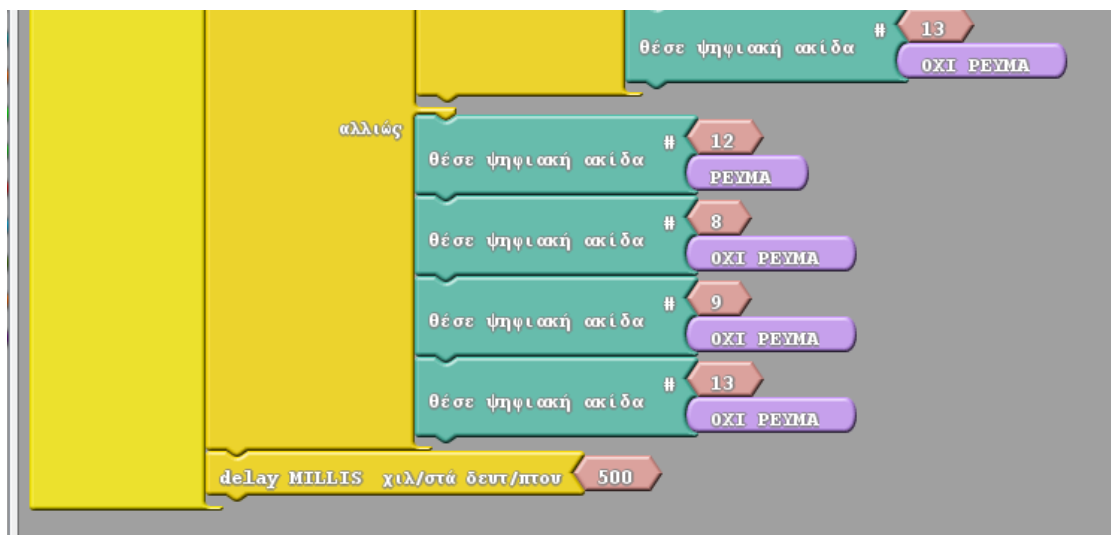 θέσε ψηφιακή ακίδα # 13
ΟΧΙ ΡΕΥΜΑ
αλλιώς
θέσε ψηφιακή ακίδα # 12
ΡΕΥΜΑ
θέσε ψηφιακή ακίδα # 8
ΟΧΙ ΡΕΥΜΑ
θέσε ψηφιακή ακίδα # 9
ΟΧΙ ΡΕΥΜΑ
θέσε ψηφιακή ακίδα # 13
ΟΧΙ ΡΕΥΜΑ
delay MILLIS χιλ/στά δευτ/πτου 500